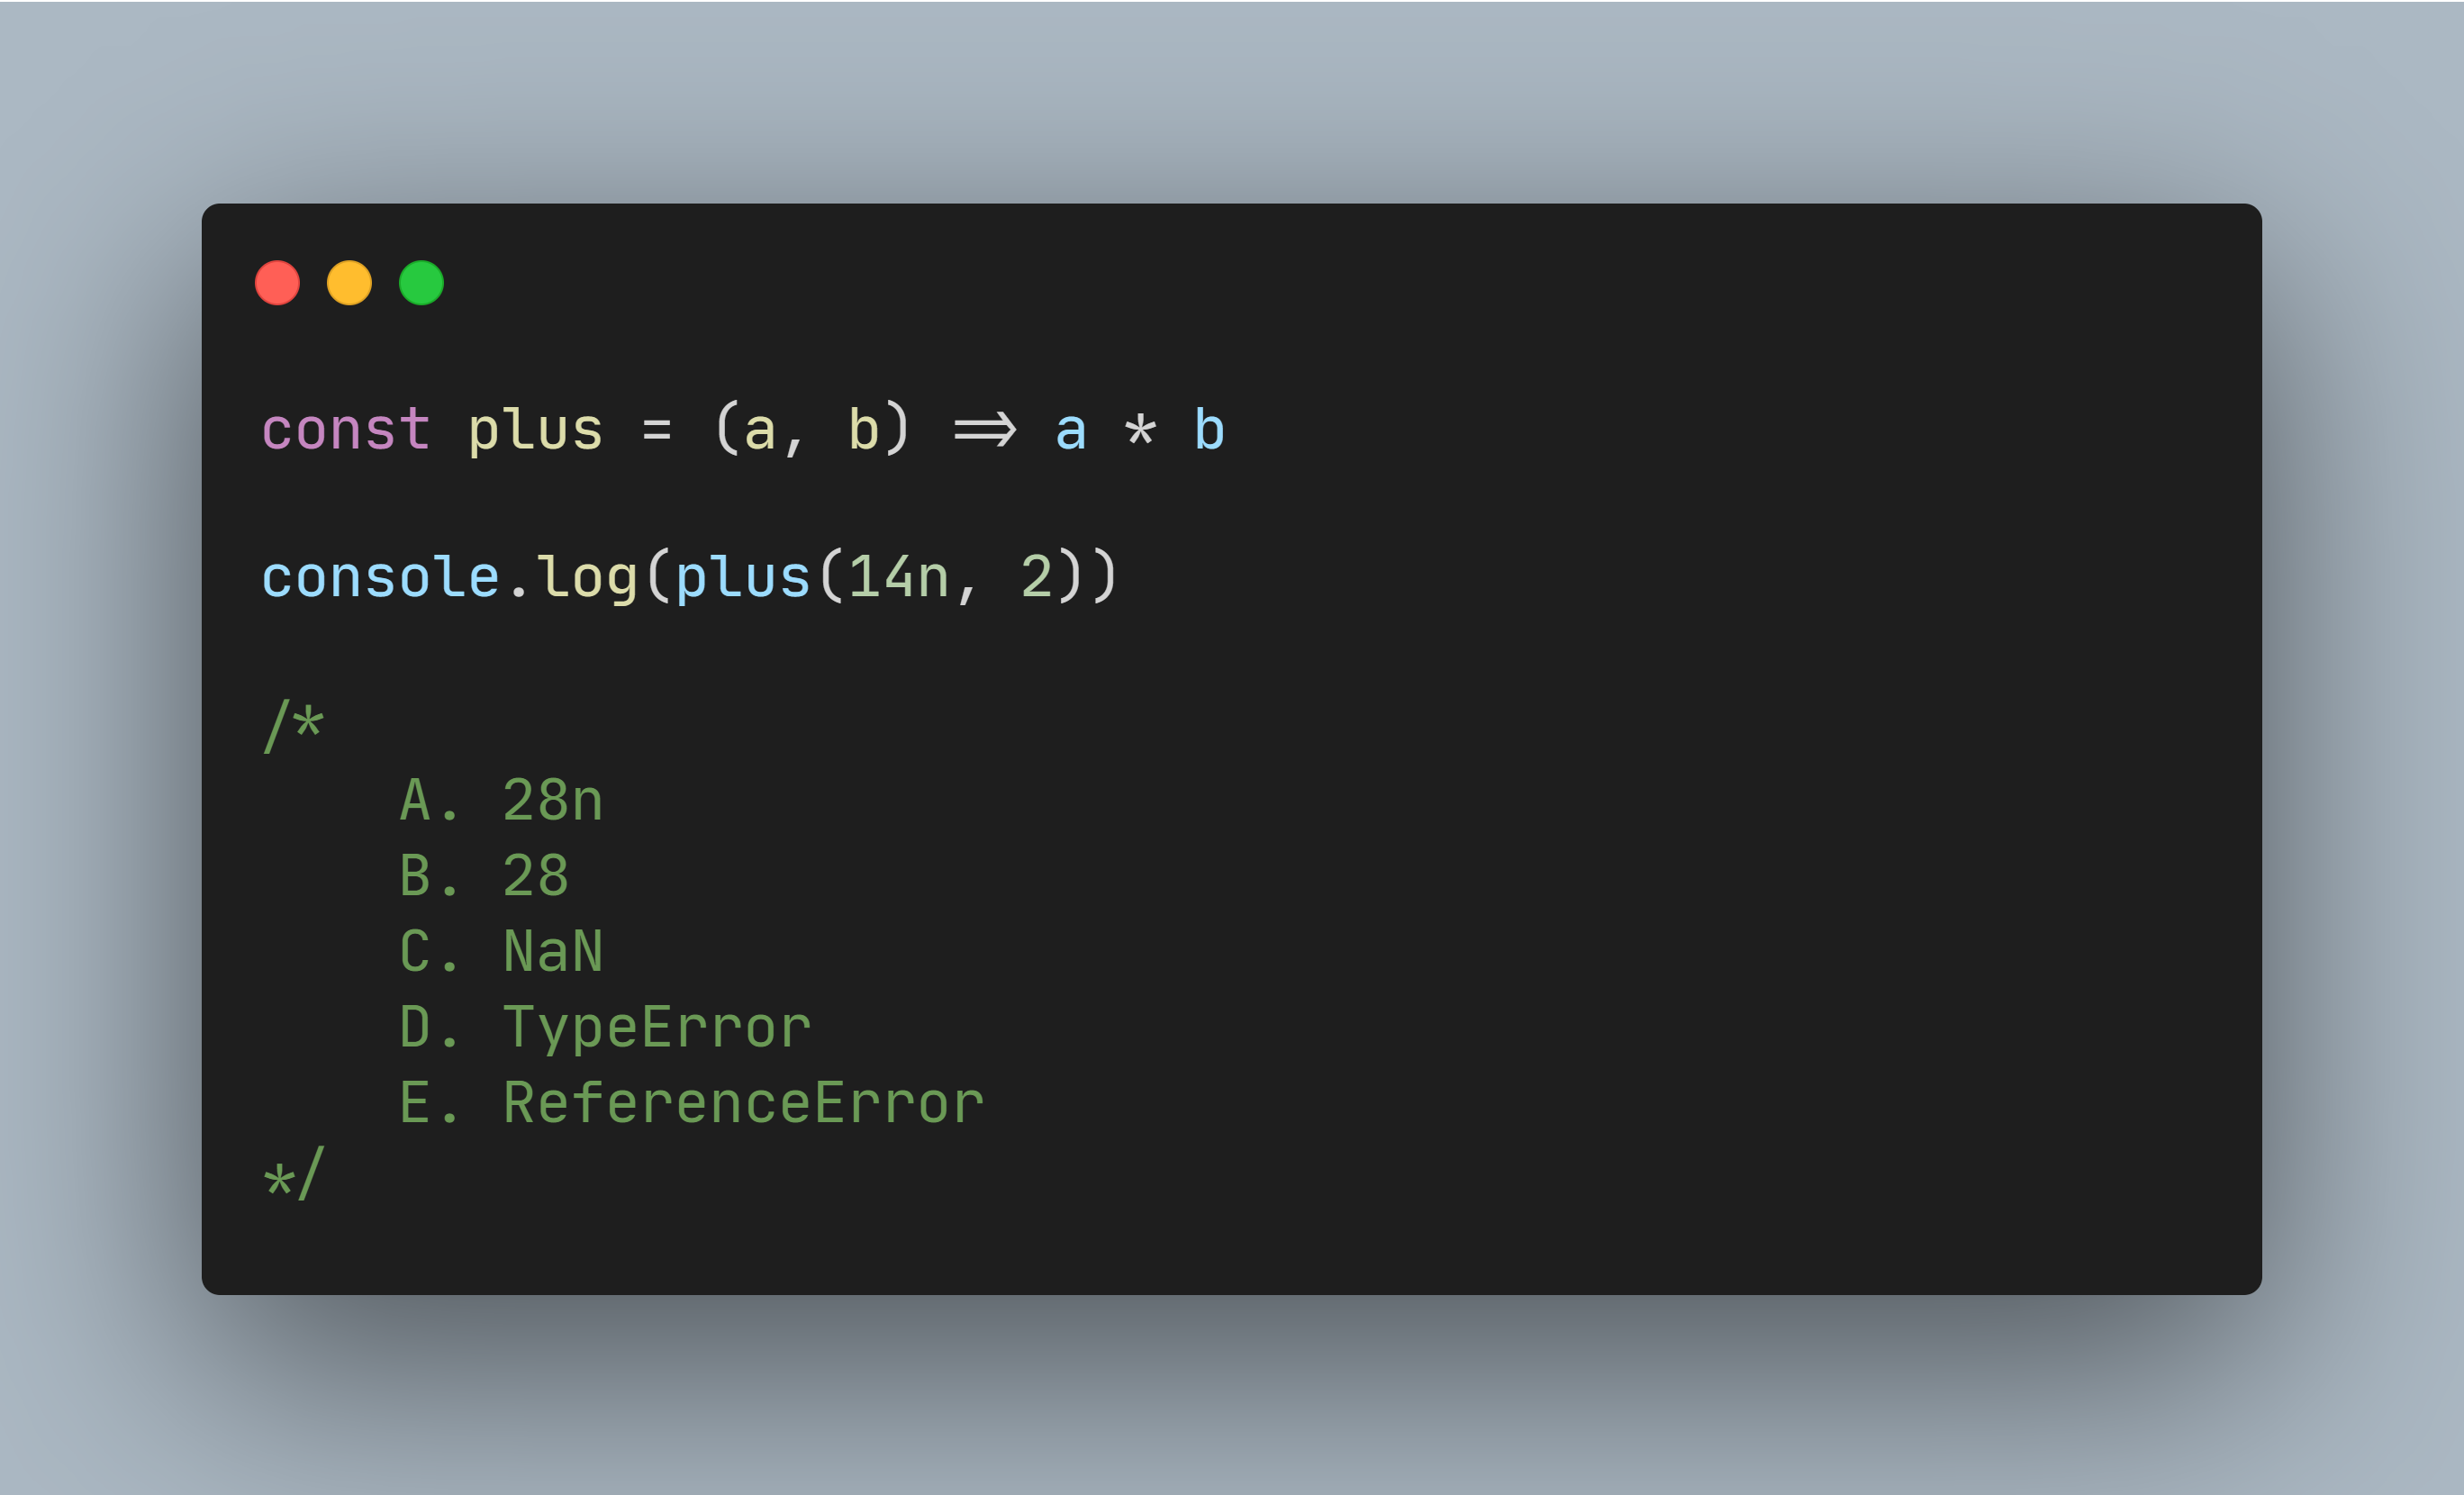 const plus = (a, b) => a * b
console.log(plus(14n, 2))
/*
A. 28n
B. 28
C. NaN
D. TypeError
E. ReferenceError
*/